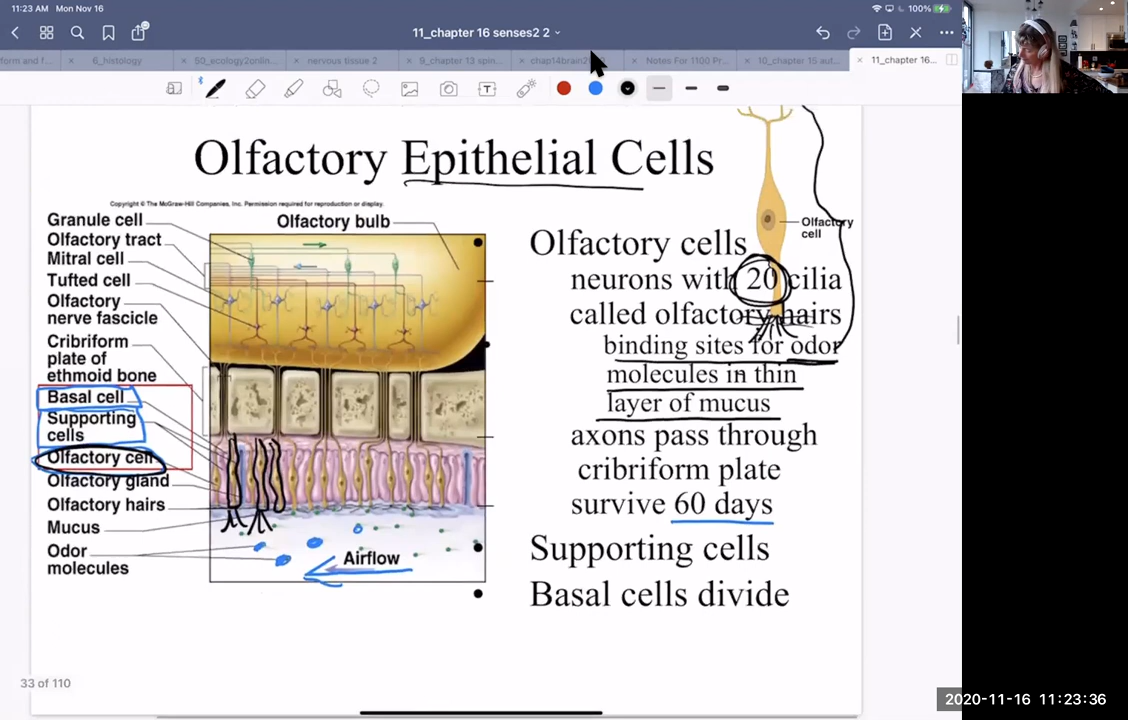 11:23 AM Mon Nov 16
100%
11_chapter 16 senses2 2
form and f...
6_histology
50_ecology2onlin...
nervous tissue 2
9_chapter 13 spin...
chap14brain2
Notes For 1100 Pr...
10_chapter 15 aut...
11_chapter 16...
Olfactory Epithelial Cells
Copyright © The McGraw-Hill Companies, Inc. Permission required for reproduction or display.
Granule cell
Olfactory tract
Mitral cell
Tufted cell
Olfactory
nerve fascicle
Cribriform
plate of
ethmoid bone
Basal cell
Supporting
cells
Olfactory cell
Olfactory gland
Olfactory hairs
Mucus
Odor
molecules
Olfactory bulb
Airflow
Olfactory
cell
Olfactory cells
neurons with 20 cilia
called olfactory hairs
binding sites for odor
molecules in thin
layer of mucus
axons pass through
cribriform plate
survive 60 days
Supporting cells
Basal cells divide
33 of 110
2020-11-16 11:23:36